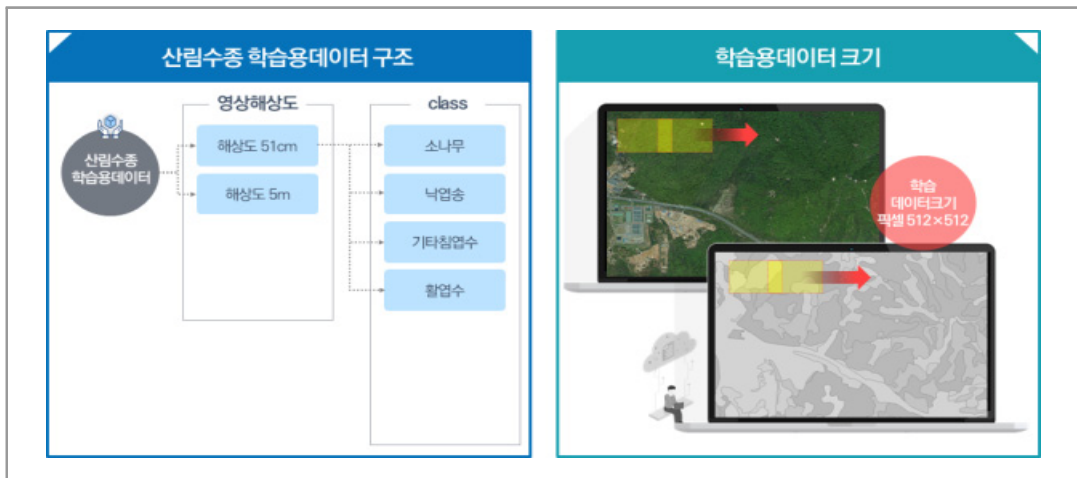 산림수종 학습용데이터 구조
영상해상도
class
산림수종
학습용데이터
해상도 51cm
해상도 5m
소나무
낙엽송
기타침엽수
활엽수
학습용데이터 크기
학습
데이터크기
픽셀 512×512